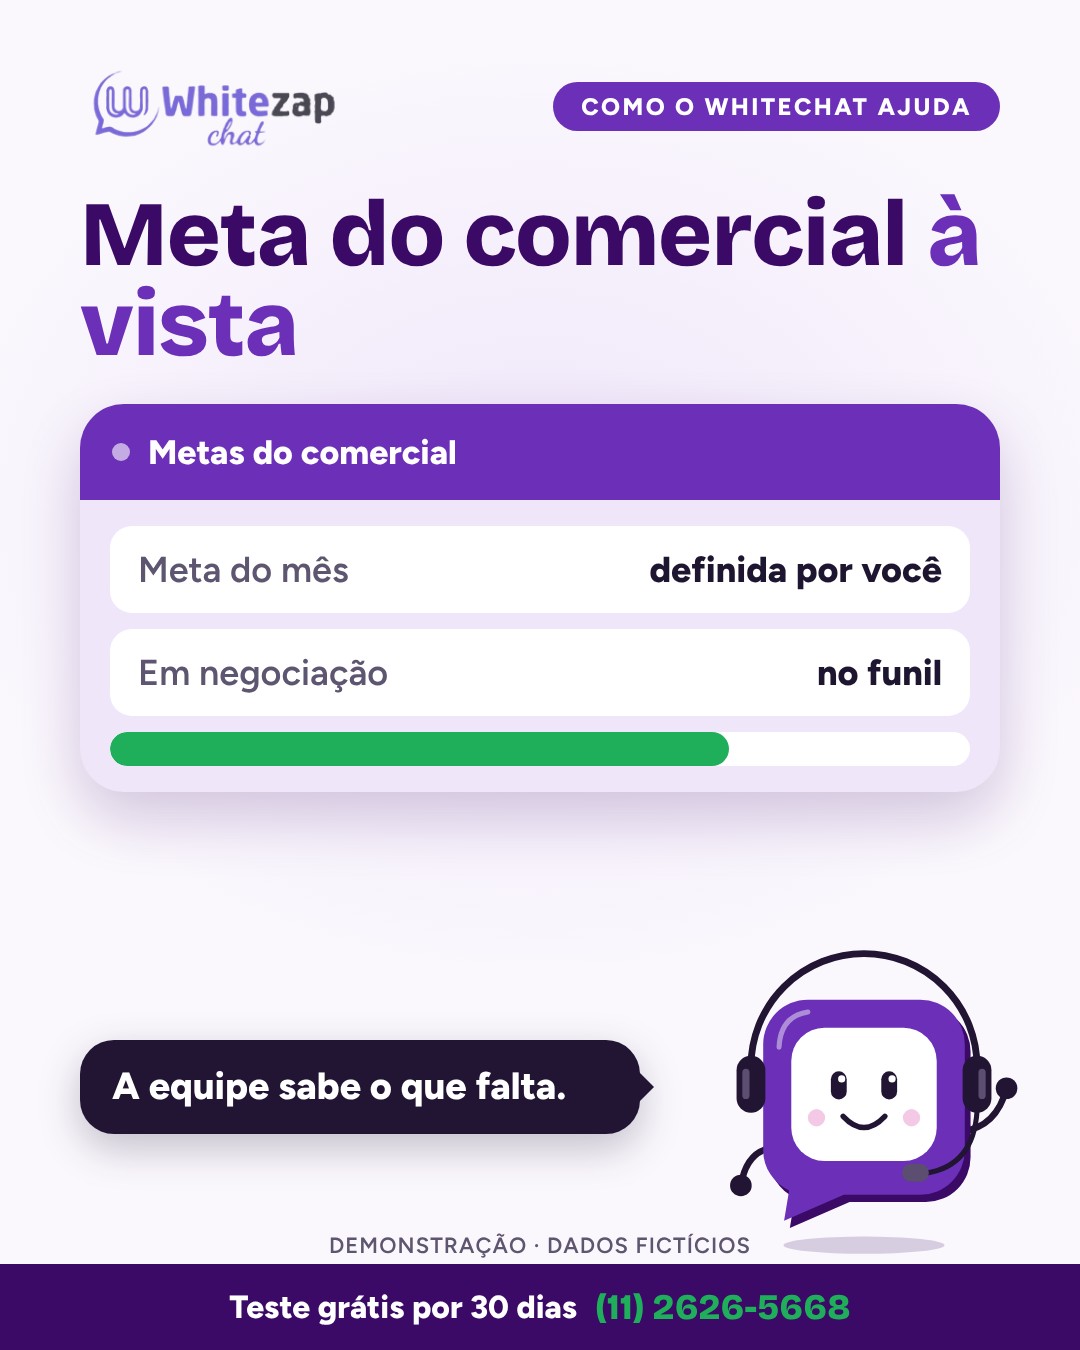 Whitezap
chat
COMO O WHITECHAT AJUDA
Meta do comercial à
vista
Metas do comercial
Meta do mês definida por você
Em negociação no funil
A equipe sabe o que falta.
DEMONSTRAÇÃO · DADOS FICTÍCIOS
Teste grátis por 30 dias (11) 2626-5668